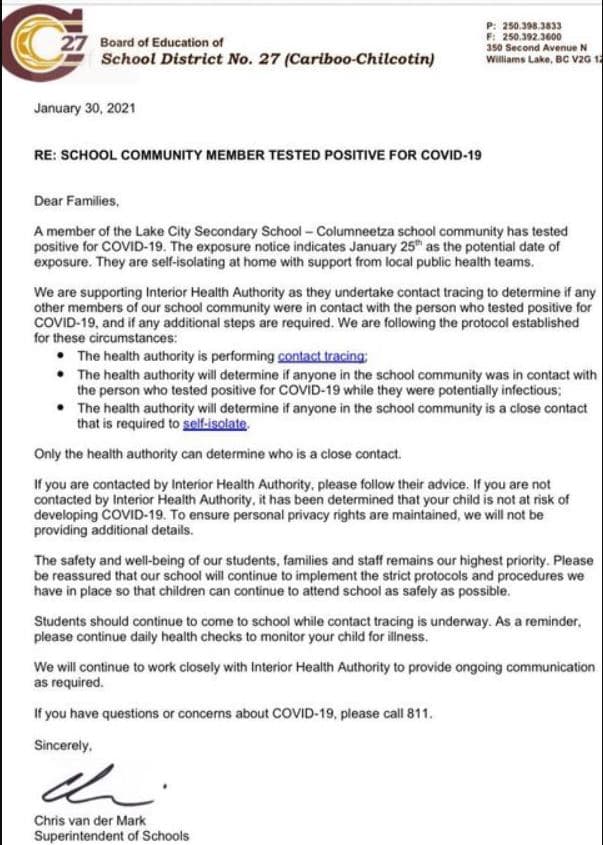 27
Board of Education of
School District No. 27 (Cariboo-Chilcotin)
P: 250.398.3833
F: 250.392.3600
350 Second Avenue N
Williams Lake, BC V2G 1Z
January 30, 2021
RE: SCHOOL COMMUNITY MEMBER TESTED POSITIVE FOR COVID-19
Dear Families,
A member of the Lake City Secondary School – Columneetza school community has tested
positive for COVID-19. The exposure notice indicates January 25th as the potential date of
exposure. They are self-isolating at home with support from local public health teams.
We are supporting Interior Health Authority as they undertake contact tracing to determine if any
other members of our school community were in contact with the person who tested positive for
COVID-19, and if any additional steps are required. We are following the protocol established
for these circumstances:
• The health authority is performing contact tracing;
• The health authority will determine if anyone in the school community was in contact with
the person who tested positive for COVID-19 while they were potentially infectious;
• The health authority will determine if anyone in the school community is a close contact
that is required to self-isolate.
Only the health authority can determine who is a close contact.
If you are contacted by Interior Health Authority, please follow their advice. If you are not
contacted by Interior Health Authority, it has been determined that your child is not at risk of
developing COVID-19. To ensure personal privacy rights are maintained, we will not be
providing additional details.
The safety and well-being of our students, families and staff remains our highest priority. Please
be reassured that our school will continue to implement the strict protocols and procedures we
have in place so that children can continue to attend school as safely as possible.
Students should continue to come to school while contact tracing is underway. As a reminder,
please continue daily health checks to monitor your child for illness.
We will continue to work closely with Interior Health Authority to provide ongoing communication
as required.
If you have questions or concerns about COVID-19, please call 811.
Sincerely,
Chris van der Mark
Superintendent of Schools